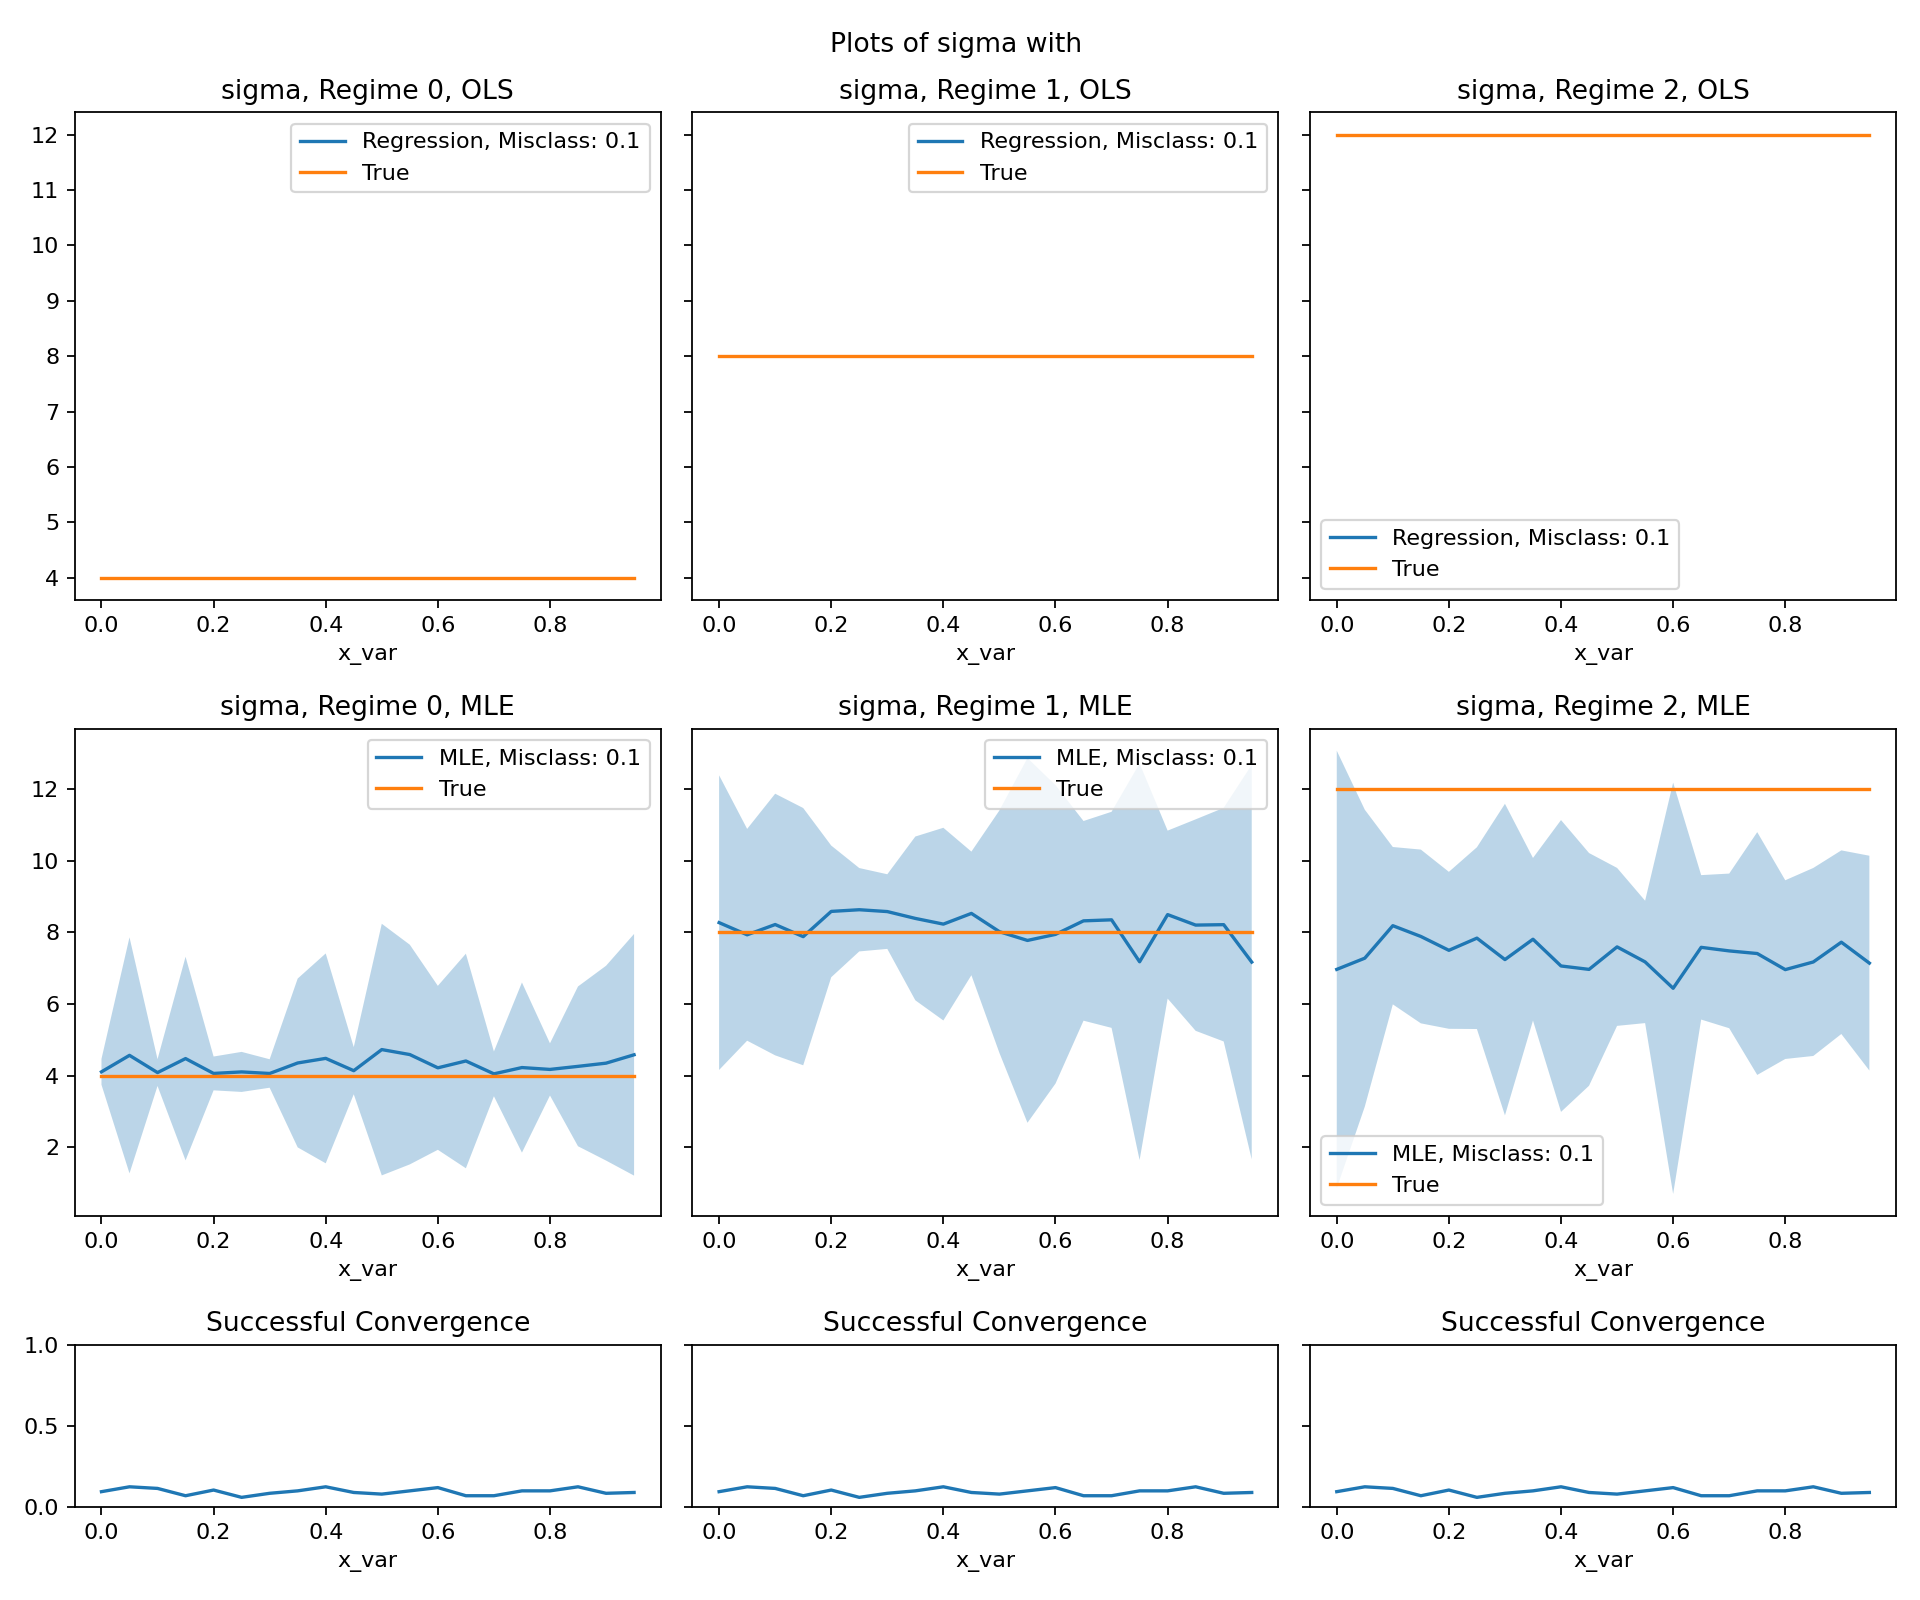 Plots of sigma with
sigma, Regime 0, OLS
Regression, Misclass: 0.1
True
12
11
10
9
8
7
6
5
4
0.0 0.2 0.4 0.6 0.8
x_var
sigma, Regime 1, OLS
Regression, Misclass: 0.1
True
0.0 0.2 0.4 0.6 0.8
x_var
sigma, Regime 2, OLS
Regression, Misclass: 0.1
True
0.0 0.2 0.4 0.6 0.8
x_var
sigma, Regime 0, MLE
MLE, Misclass: 0.1
True
12
10
8
6
4
2
0.0 0.2 0.4 0.6 0.8
x_var
sigma, Regime 1, MLE
MLE, Misclass: 0.1
True
0.0 0.2 0.4 0.6 0.8
x_var
sigma, Regime 2, MLE
MLE, Misclass: 0.1
True
0.0 0.2 0.4 0.6 0.8
x_var
Successful Convergence
1.0
0.5
0.0
0.0 0.2 0.4 0.6 0.8
x_var
Successful Convergence
0.0 0.2 0.4 0.6 0.8
x_var
Successful Convergence
0.0 0.2 0.4 0.6 0.8
x_var